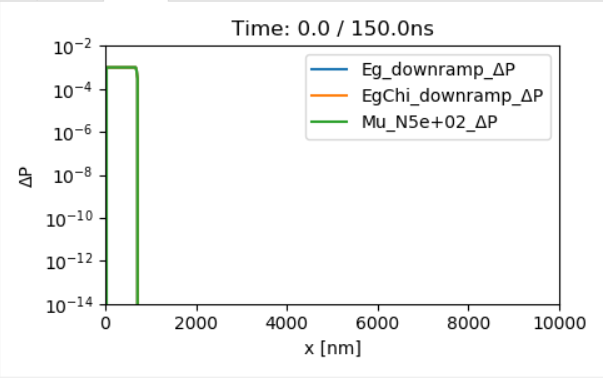 Time: 0.0 / 150.0ns
10⁻²
10⁻⁴
10⁻⁶
10⁻⁸
10⁻¹⁰
10⁻¹²
10⁻¹⁴
ΔP
Eg_downramp_ΔP
EgChi_downramp_ΔP
Mu_N5e+02_ΔP
0 2000 4000 6000 8000 10000
x [nm]